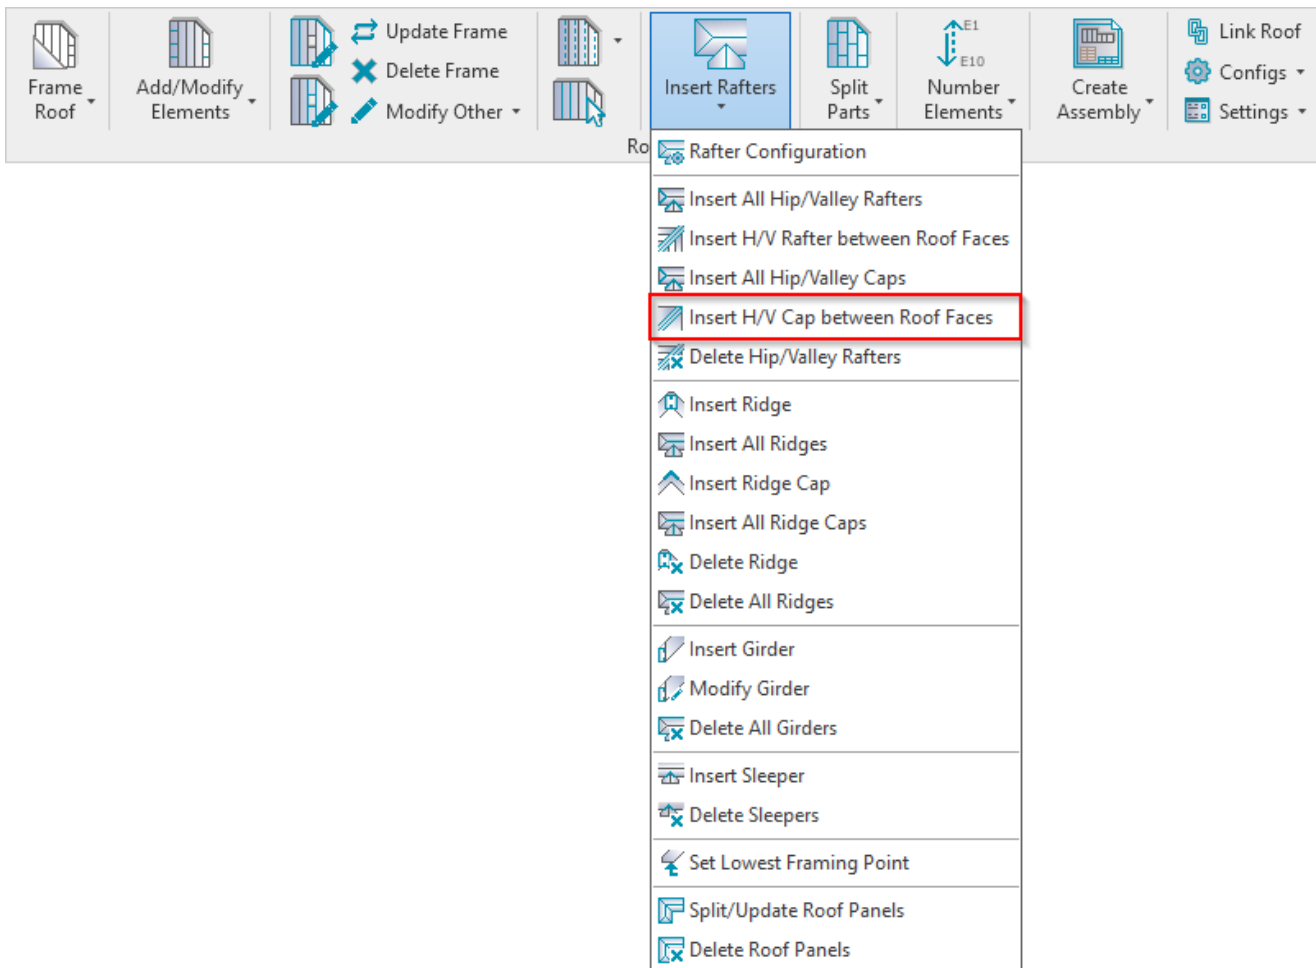 Frame
Roof
Add/Modify
Elements
Update Frame
Delete Frame
Modify Other
Insert Rafters
Split
Parts
E1
E10
Number
Elements
Create
Assembly
Link Roof
Configs
Settings
Ro
Rafter Configuration
Insert All Hip/Valley Rafters
Insert H/V Rafter between Roof Faces
Insert All Hip/Valley Caps
Insert H/V Cap between Roof Faces
Delete Hip/Valley Rafters
Insert Ridge
Insert All Ridges
Insert Ridge Cap
Insert All Ridge Caps
Delete Ridge
Delete All Ridges
Insert Girder
Modify Girder
Delete All Girders
Insert Sleeper
Delete Sleepers
Set Lowest Framing Point
Split/Update Roof Panels
Delete Roof Panels